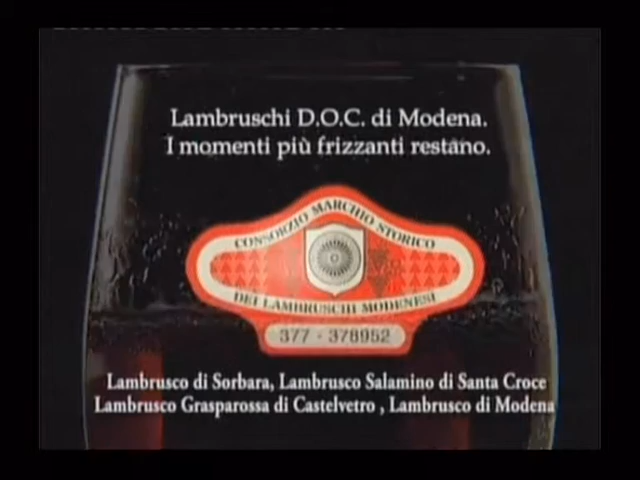 Lambruschi D.O.C. di Modena.
I momenti più frizzanti restano.
CONSORZIO MARCHIO STORICO
DEI LAMBRUSCHI MODENESI
377 - 378952
Lambrusco di Sorbara, Lambrusco Salamino di Santa Croce
Lambrusco Grasparossa di Castelvetro , Lambrusco di Modena